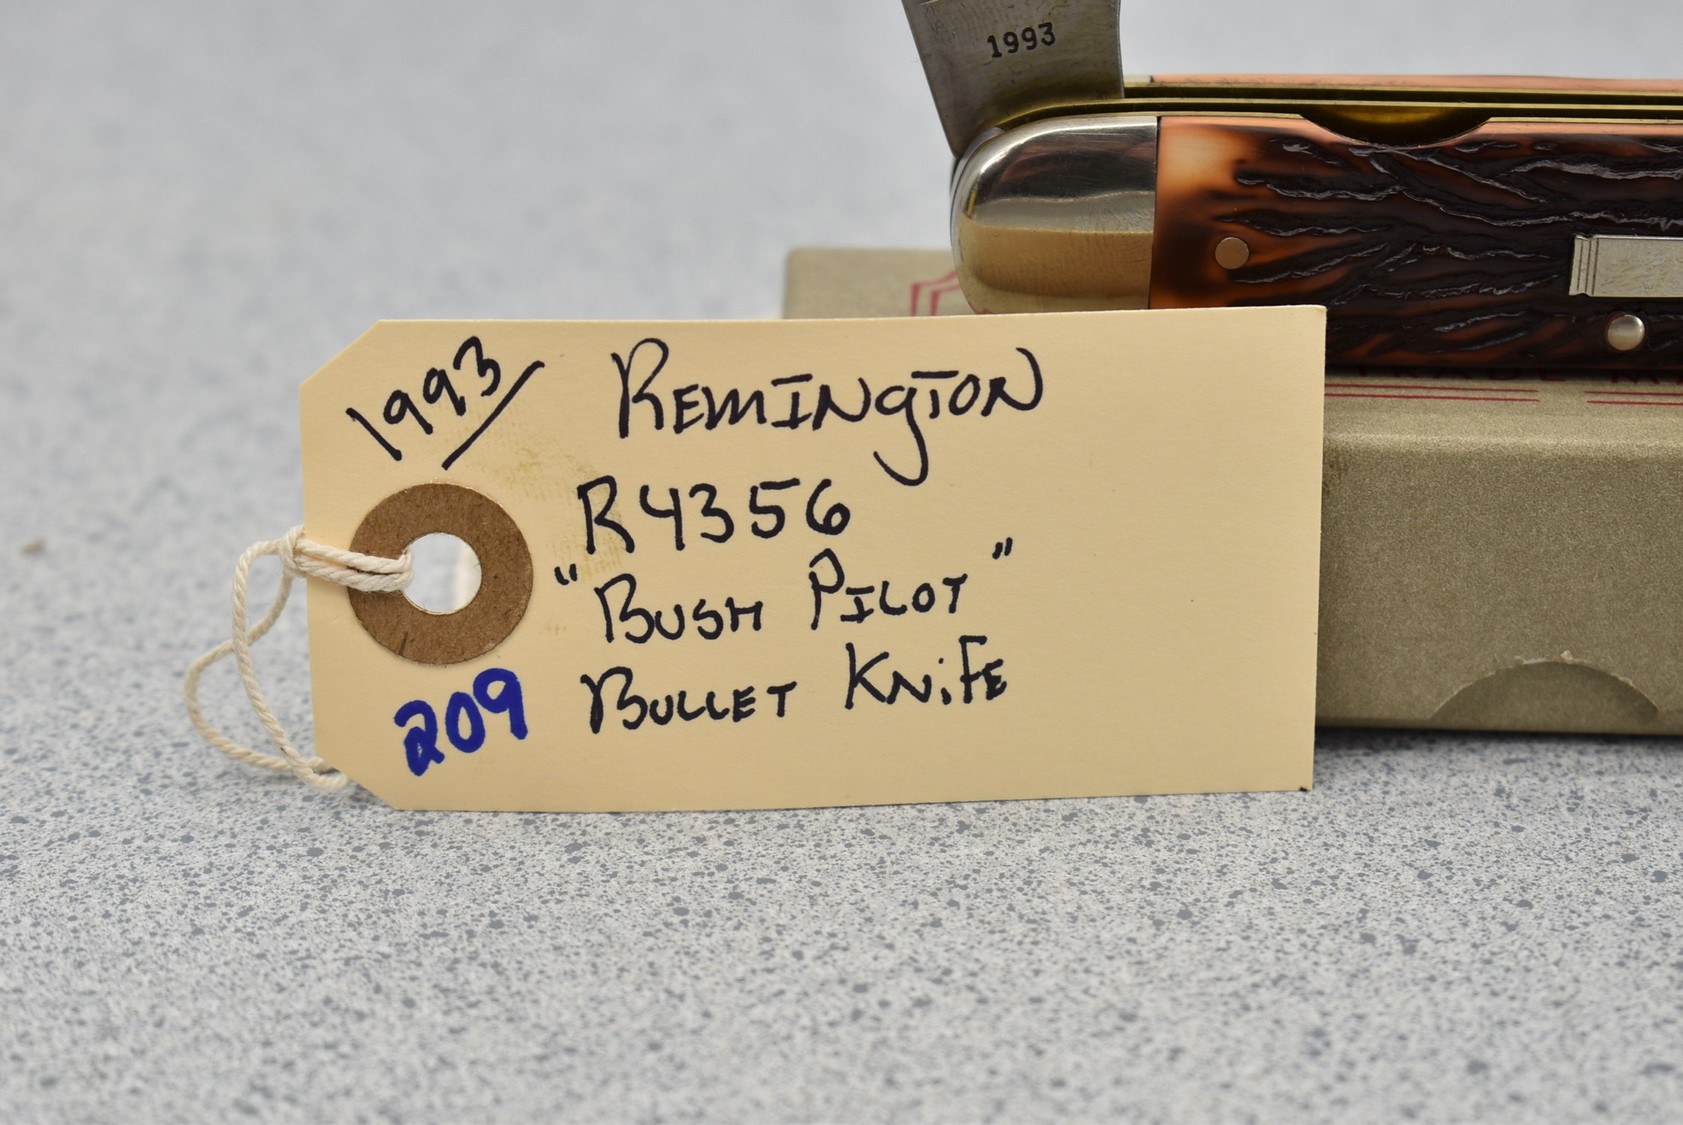 1993
1993
REMINGTON
R4356
"BUSH PILOT"
BULLET KNiFE
209